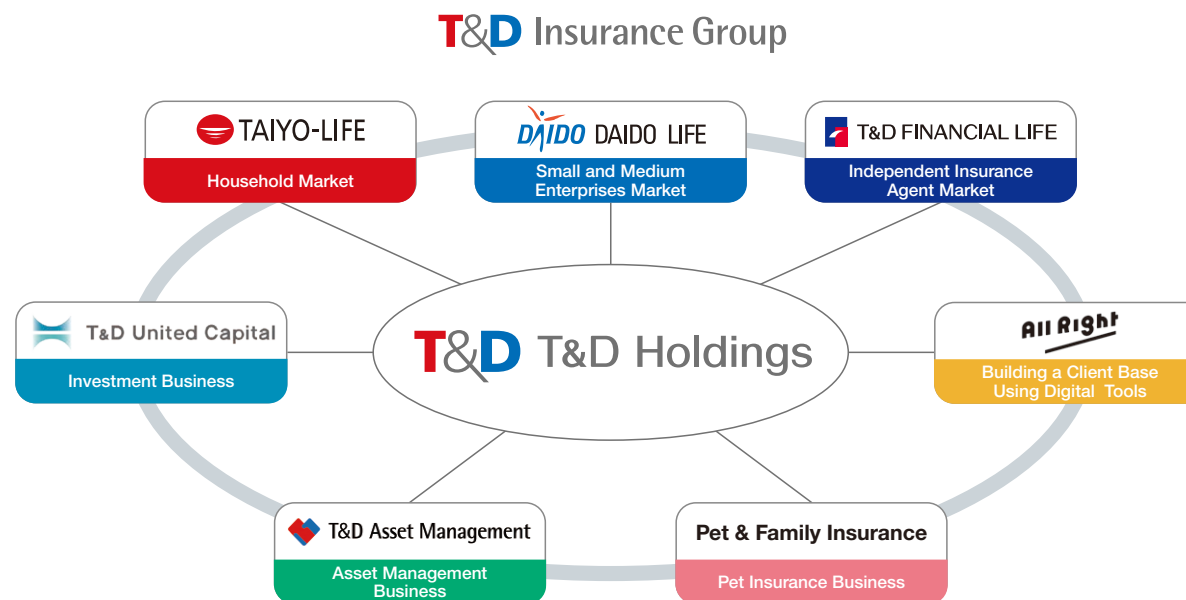 T&D Insurance Group
TAIYO-LIFE
Household Market
DAIDO DAIDO LIFE
Small and Medium
Enterprises Market
T&D FINANCIAL LIFE
Independent Insurance
Agent Market
T&D United Capital
Investment Business
T&D T&D Holdings
All Right
Building a Client Base
Using Digital Tools
T&D Asset Management
Asset Management
Business
Pet & Family Insurance
Pet Insurance Business